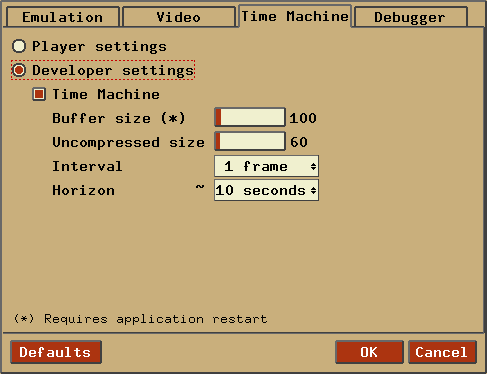 Emulation Video Time Machine Debugger
Player settings
Developer settings
Time Machine
Buffer size (*) 100
Uncompressed size 60
Interval 1 frame
Horizon ~ 10 seconds
(*) Requires application restart
Defaults OK Cancel